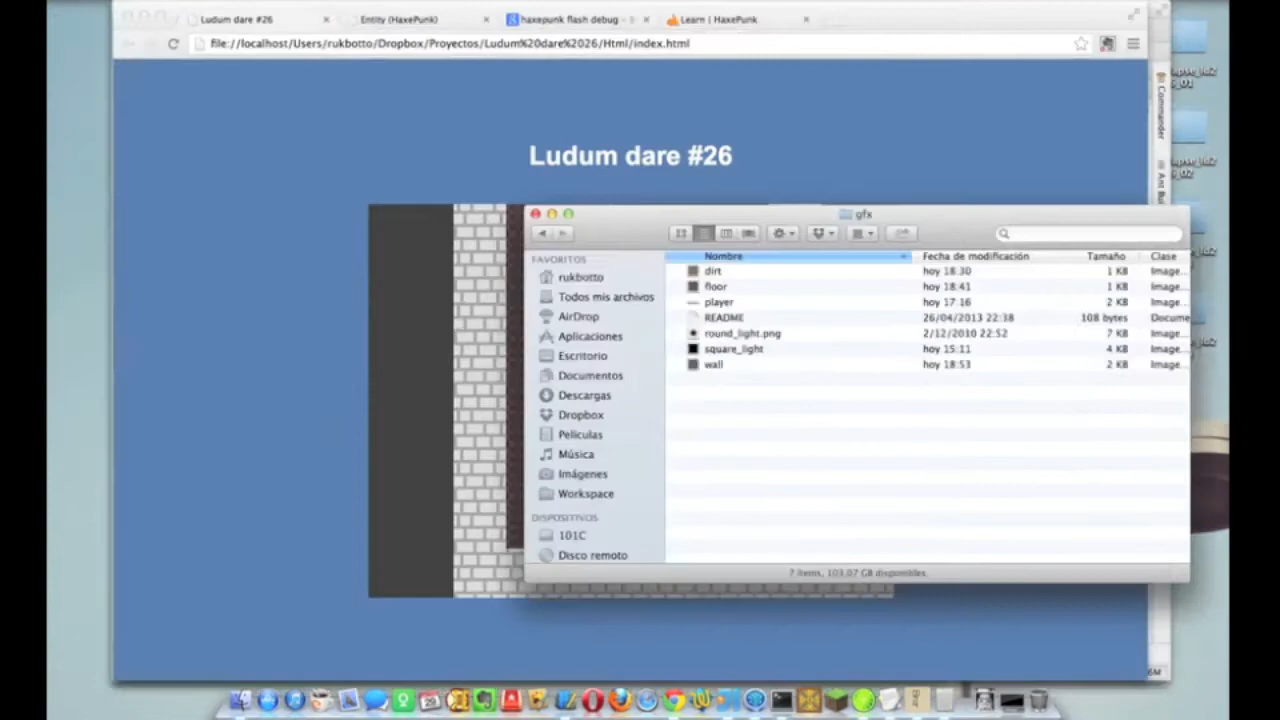 Ludum dare #26
Entity (HaxePunk)
haxepunk flash debug -
Learn | HaxePunk
file://localhost/Users/rukbotto/Dropbox/Proyectos/Ludum%20dare%2026/Html/index.html
Commander
Ludum dare #26
gfx
FAVORITOS
rukbotto
Todos mis archivos
AirDrop
Aplicaciones
Escritorio
Documentos
Descargas
Dropbox
Películas
Música
Imágenes
Workspace
DISPOSITIVOS
101C
Disco remoto
Nombre Fecha de modificación Tamaño Clase
dirt hoy 18:30 1 KB Image...
floor hoy 18:41 1 KB Image...
player hoy 17:16 2 KB Image...
README 26/04/2013 22:38 108 bytes Docume
round_light.png 2/12/2010 22:52 7 KB Image...
square_light hoy 15:11 4 KB Image...
wall hoy 18:53 2 KB Image...
7 ítems, 103,07 GB disponibles